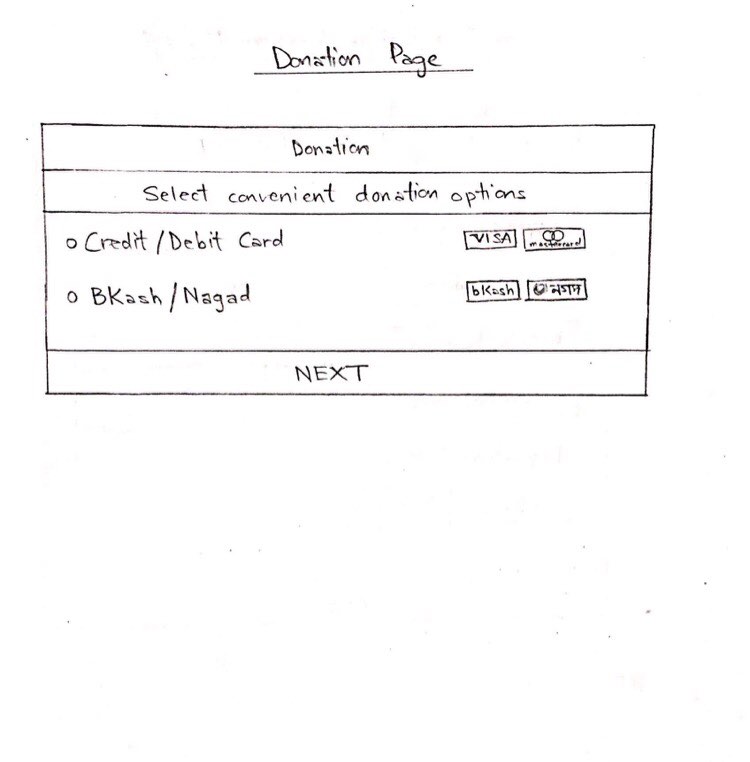 Donation Page
Donation
Select convenient donation options
Credit/Debit Card VISA mastercard
BKash/Nagad bKash নগদ
NEXT